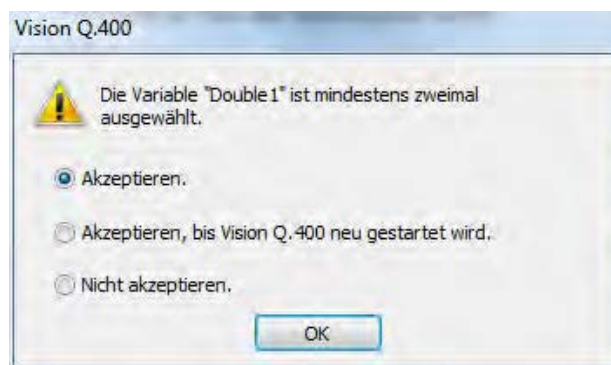 Vision Q.400
Die Variable "Double1" ist mindestens zweimal
ausgewählt.
Akzeptieren.
Akzeptieren, bis Vision Q.400 neu gestartet wird.
Nicht akzeptieren.
OK